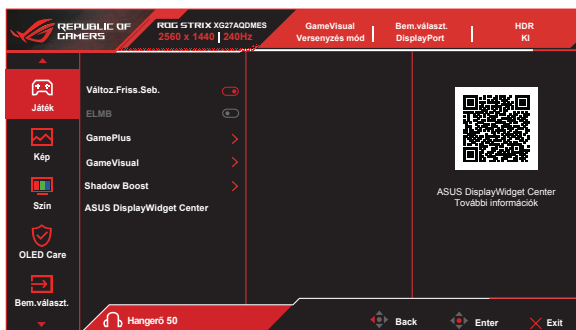 REPUBLIC OF
GAMERS
ROG STRIX XG27AQDMES
2560 x 1440 240Hz
GameVisual
Versenyzés mód
Bem.választ.
DisplayPort
HDR
KI
Játék
Kép
Szín
OLED Care
Bem.választ.
Változ.Friss.Seb.
ELMB
GamePlus
GameVisual
Shadow Boost
ASUS DisplayWidget Center
ASUS DisplayWidget Center
További információk
Hangerő 50
Back
Enter
Exit